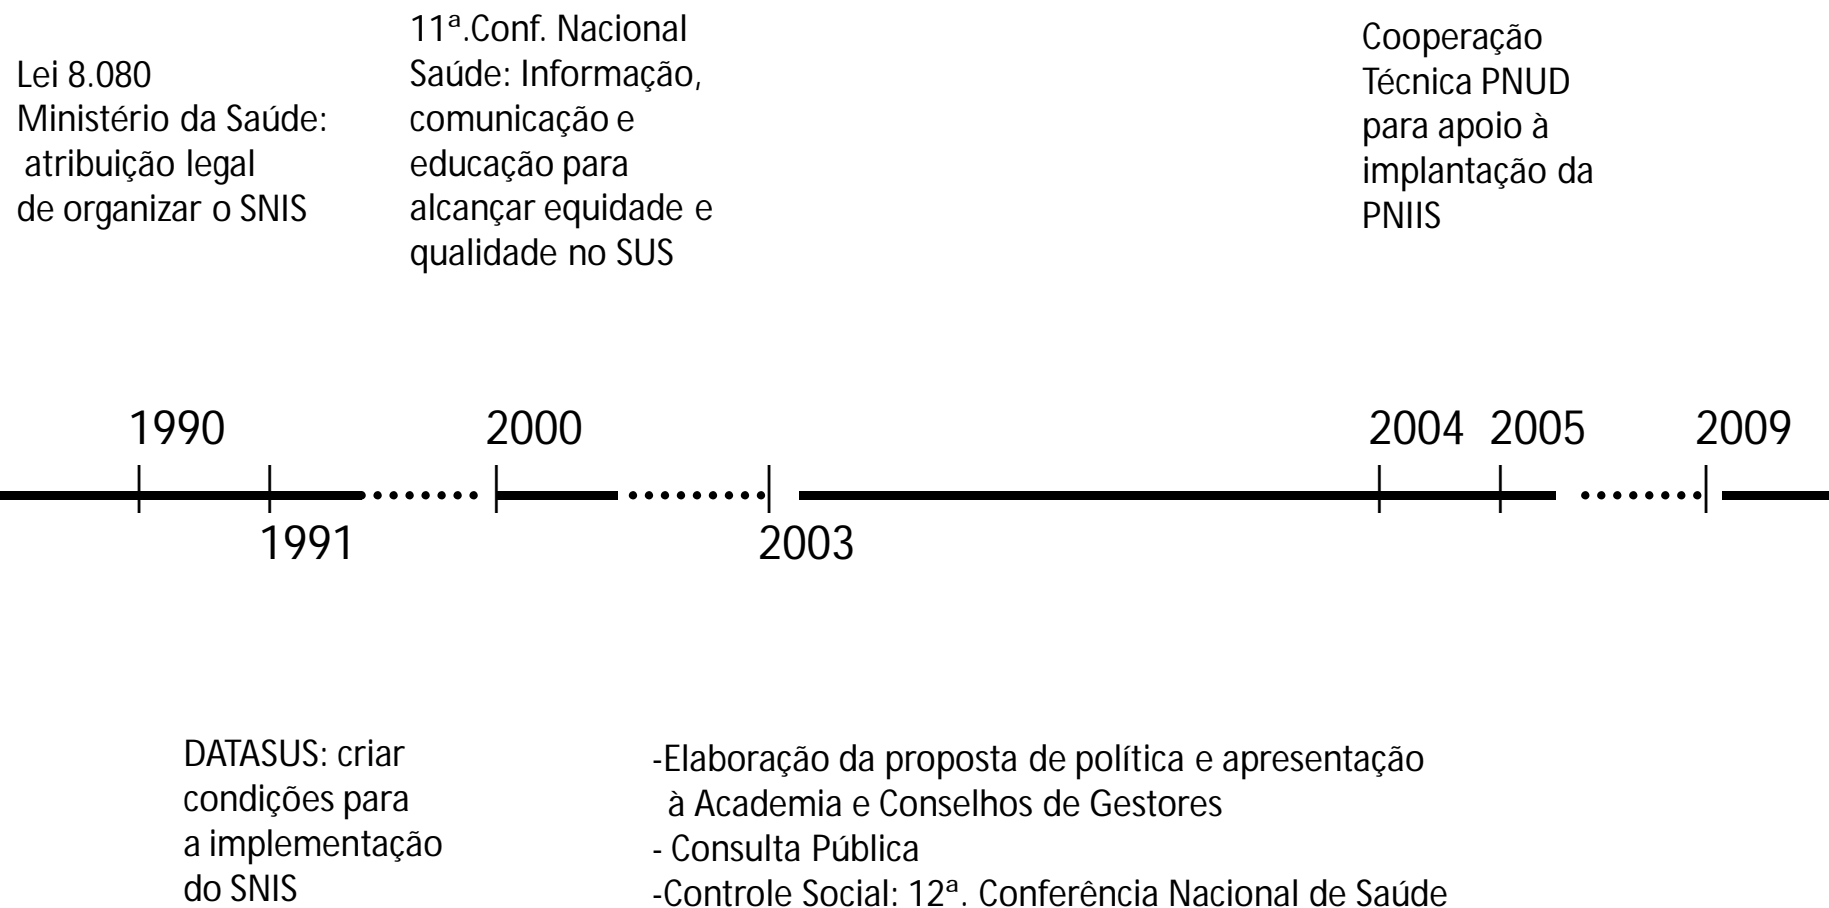 Lei 8.080
Ministério da Saúde:
atribuição legal
de organizar o SNIS
11ª.Conf. Nacional
Saúde: Informação,
comunicação e
educação para
alcançar equidade e
qualidade no SUS
Cooperação
Técnica PNUD
para apoio à
implantação da
PNIIS
1990
2000
2004
2005
2009
1991
2003
DATASUS: criar
condições para
a implementação
do SNIS
-Elaboração da proposta de política e apresentação
à Academia e Conselhos de Gestores
- Consulta Pública
-Controle Social: 12ª. Conferência Nacional de Saúde